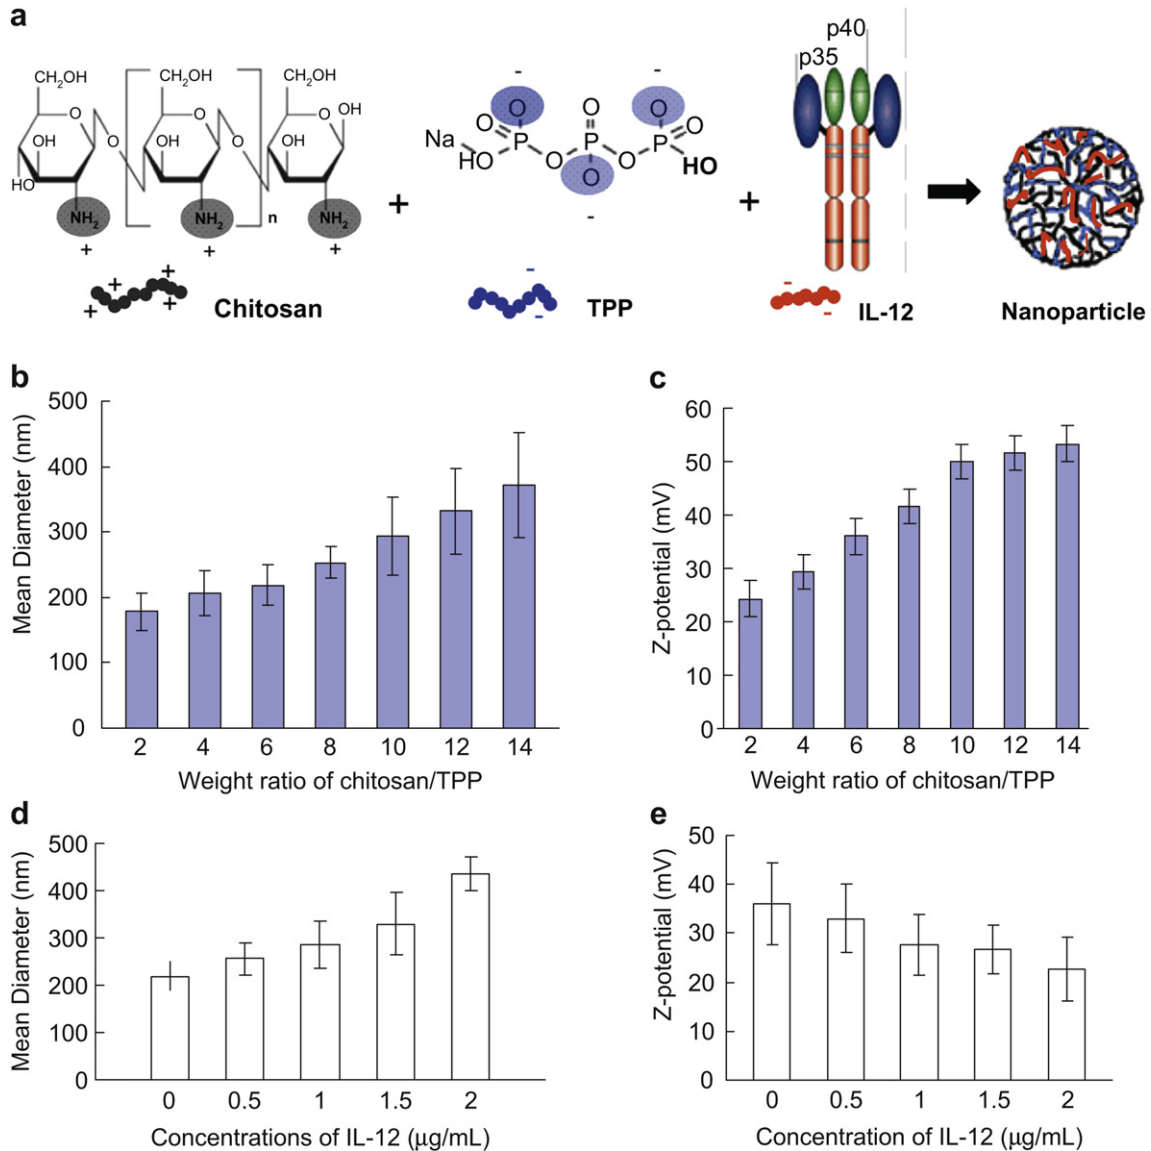 a
CH2OH CH2OH CH2OH
O O O OH
OH OH OH
O O
HO
NH2 NH2 NH2
n
+ + +
+ + + +
Chitosan
+
- -
O O O
O P P P O
Na HO O O HO
O
-
- -
TPP
+
p40
p35
- -
IL-12
Nanoparticle
b
Mean Diameter (nm)
500
400
300
200
100
0
2 4 6 8 10 12 14
Weight ratio of chitosan/TPP
c
Z-potential (mV)
60
50
40
30
20
10
0
2 4 6 8 10 12 14
Weight ratio of chitosan/TPP
d
Mean Diameter (nm)
500
400
300
200
100
0
0 0.5 1 1.5 2
Concentrations of IL-12 (μg/mL)
e
Z-potential (mV)
50
40
30
20
10
0
0 0.5 1 1.5 2
Concentration of IL-12 (μg/mL)